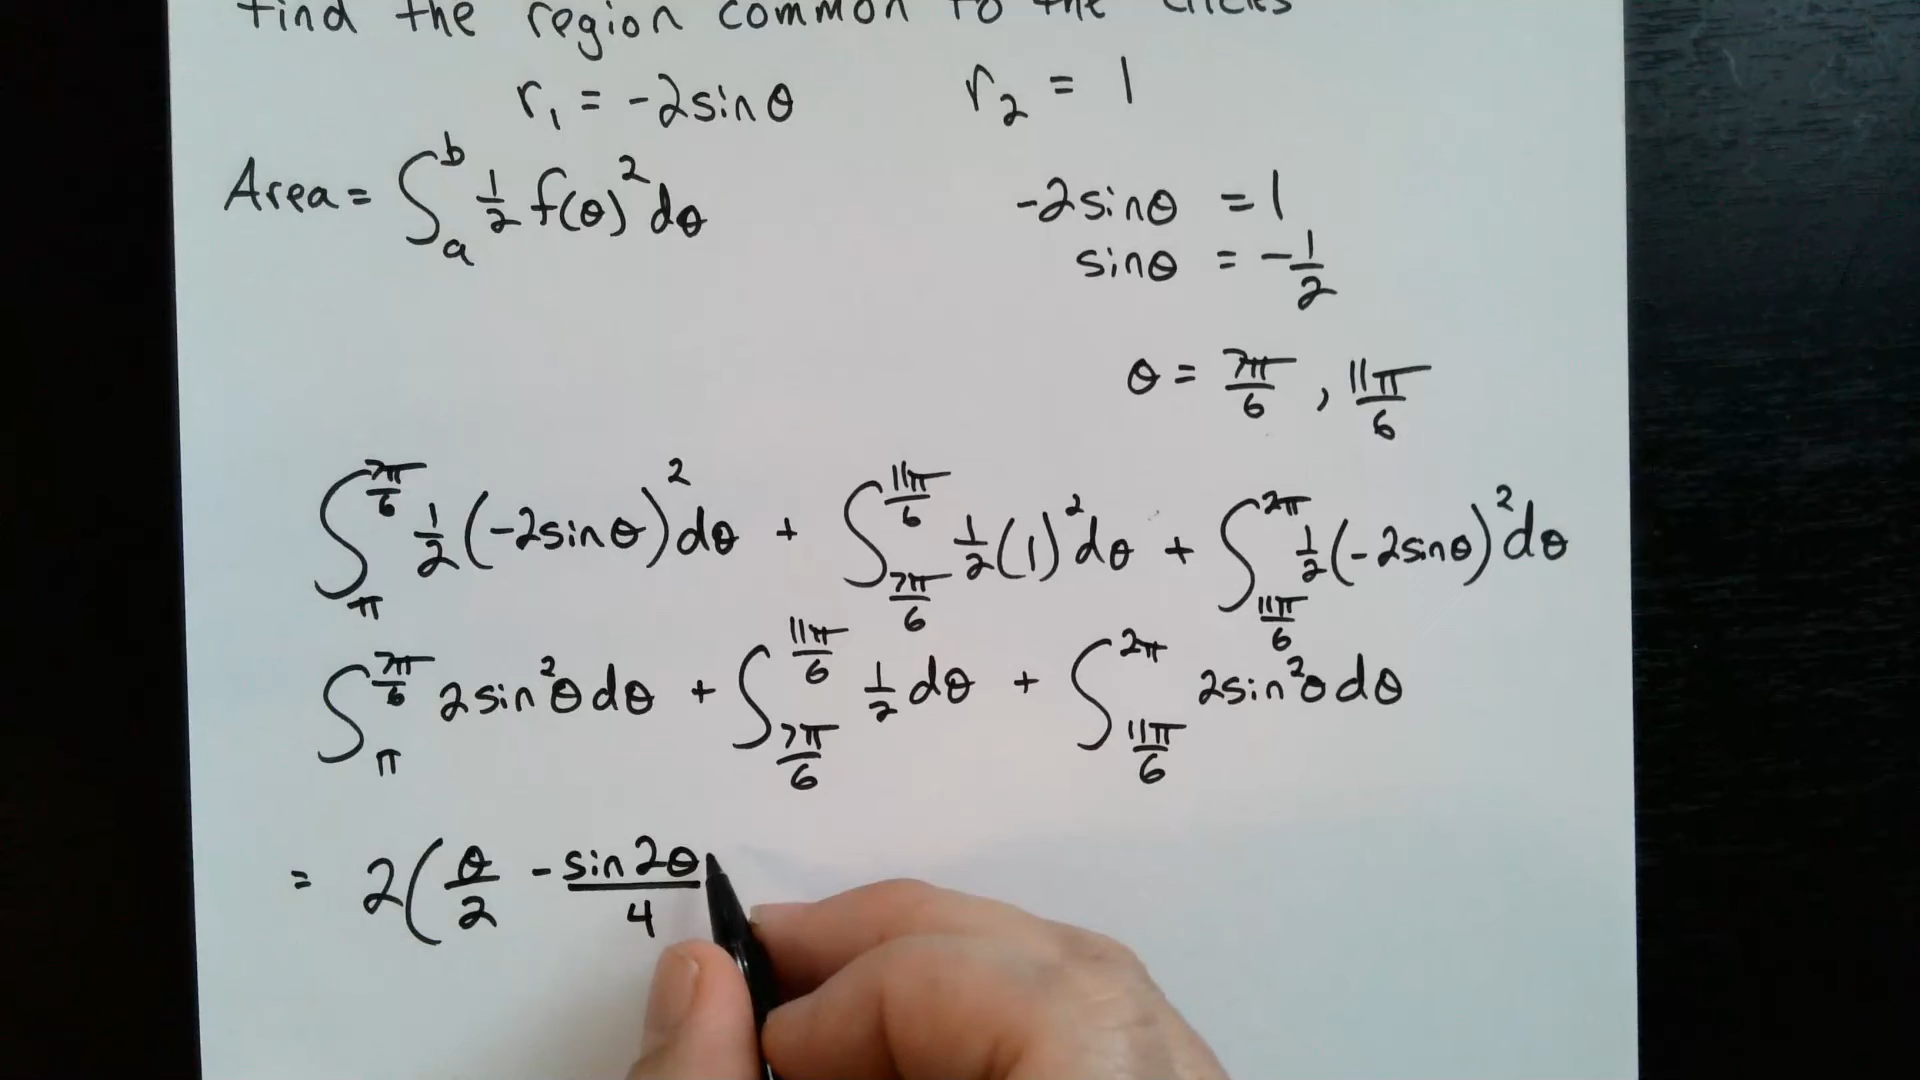 find the region common to the circles
r₁ = -2sinθ r₂ = 1
Area = ∫_a^b 1/2 f(θ)² dθ
-2sinθ = 1
sinθ = -1/2
θ = 7π/6 , 11π/6
∫_π^{7π/6} 1/2 (-2sinθ)² dθ + ∫_{7π/6}^{11π/6} 1/2 (1)² dθ + ∫_{11π/6}^{2π} 1/2 (-2sinθ)² dθ
∫_π^{7π/6} 2sin²θ dθ + ∫_{7π/6}^{11π/6} 1/2 dθ + ∫_{11π/6}^{2π} 2sin²θ dθ
= 2(θ/2 - sin2θ/4